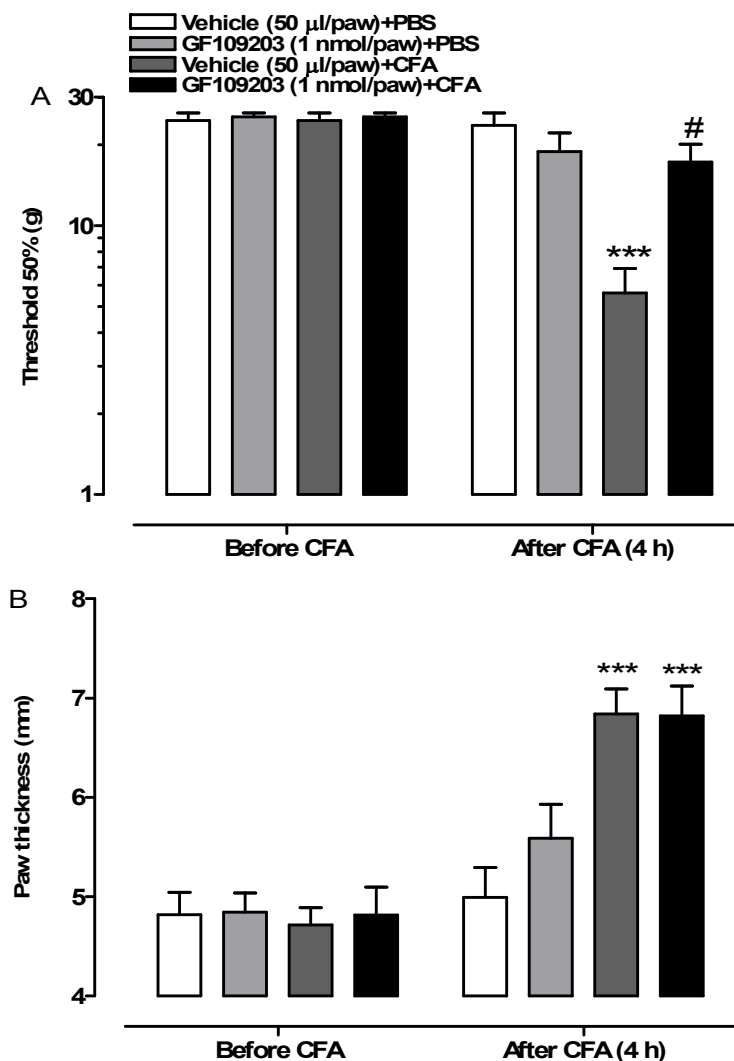 Vehicle (50 μl/paw)+PBS
GF109203 (1 nmol/paw)+PBS
Vehicle (50 μl/paw)+CFA
GF109203 (1 nmol/paw)+CFA
A
30
10
1
Threshold 50% (g)
#
***
Before CFA
After CFA (4 h)
B
8
7
6
5
4
Paw thickness (mm)
***
***
Before CFA
After CFA (4 h)